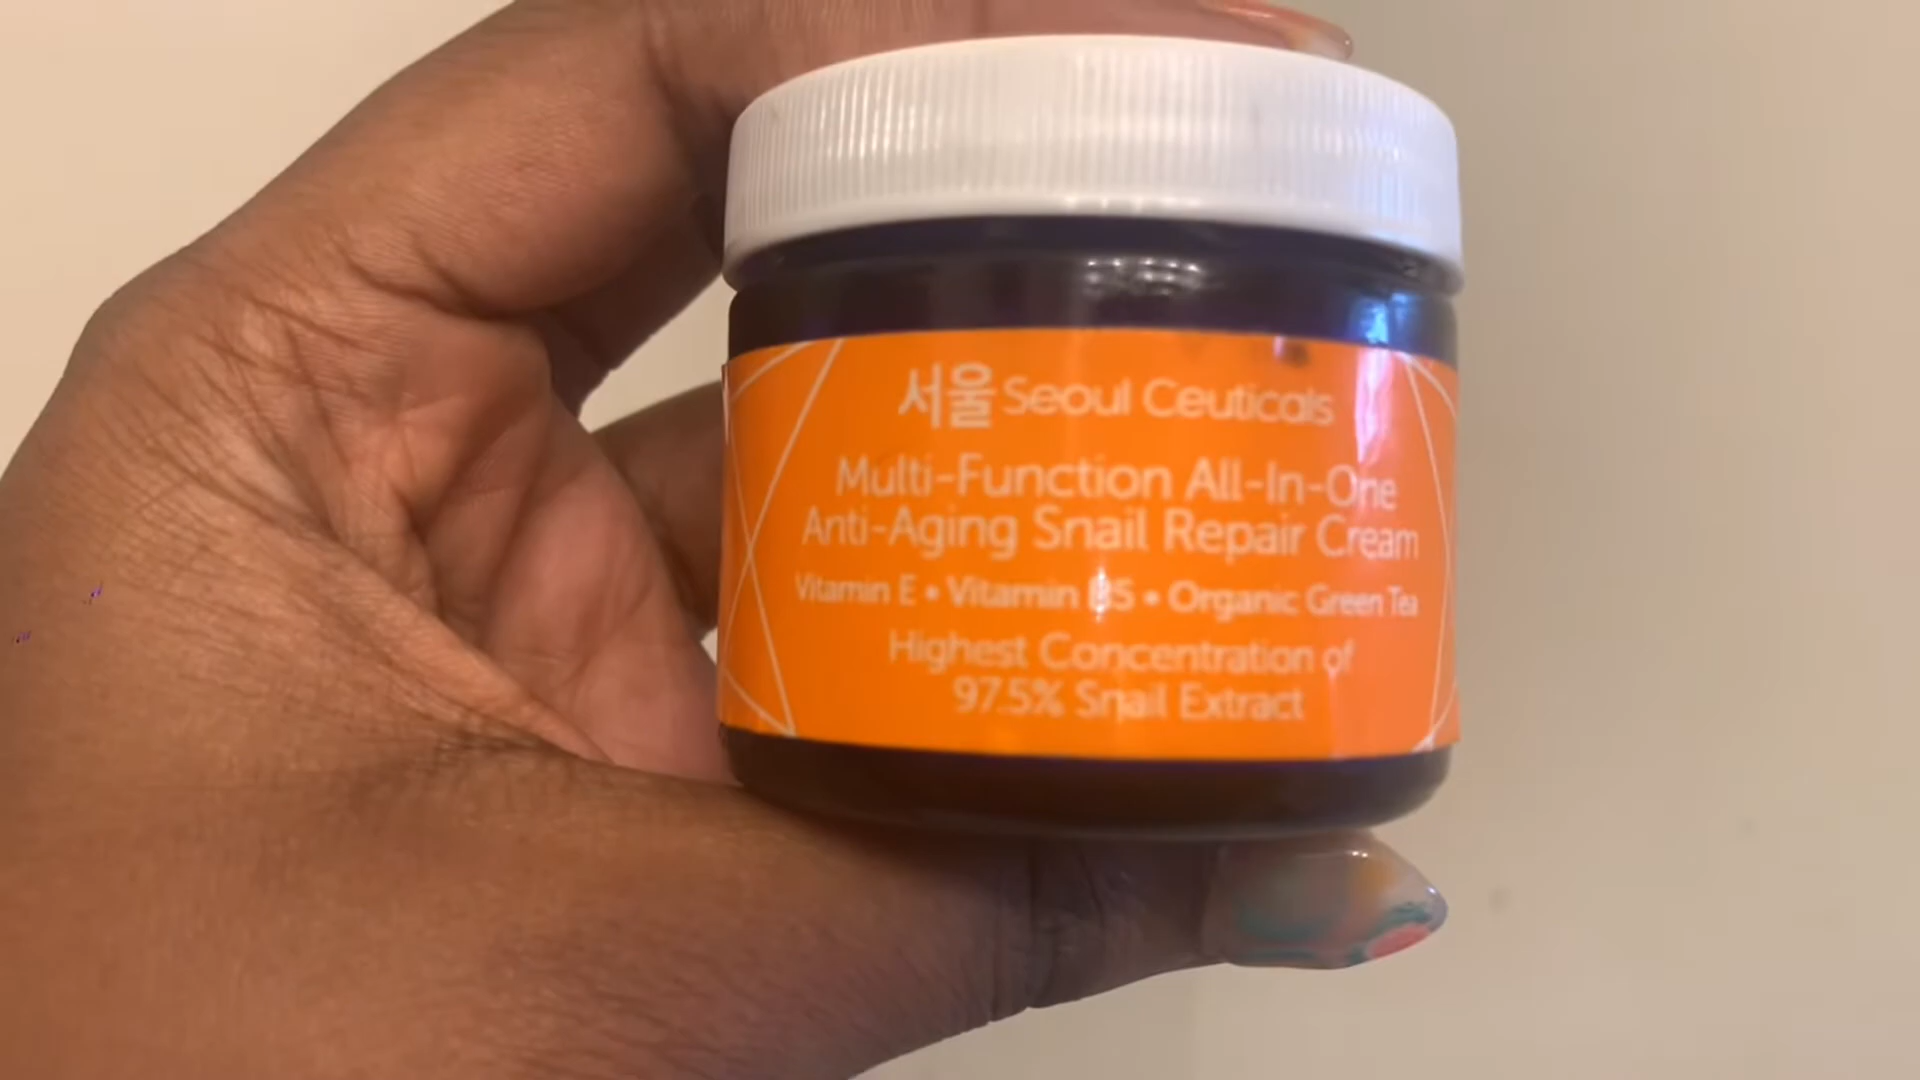 서울 Seoul Ceuticals
Multi-Function All-In-One
Anti-Aging Snail Repair Cream
Vitamin E • Vitamin B5 • Organic Green Tea
Highest Concentration of
97.5% Snail Extract